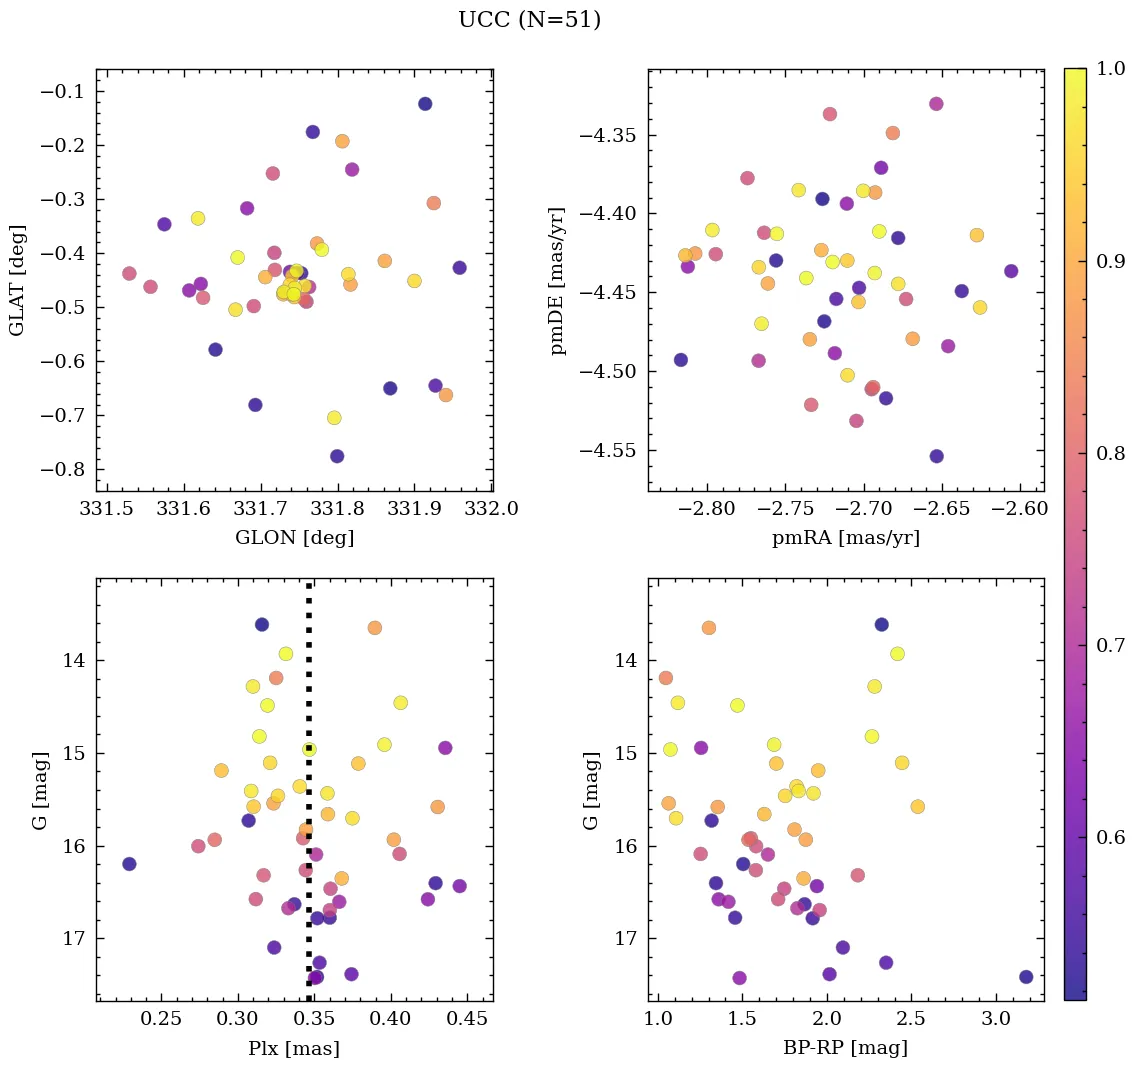 UCC (N=51)
−0.1
−0.2
−0.3
−0.4
−0.5
−0.6
−0.7
−0.8
GLAT [deg]
331.5 331.6 331.7 331.8 331.9 332.0
GLON [deg]
−4.35
−4.40
−4.45
−4.50
−4.55
pmDE [mas/yr]
−2.80 −2.75 −2.70 −2.65 −2.60
pmRA [mas/yr]
1.0
0.9
0.8
0.7
0.6
14
15
16
17
G [mag]
0.25 0.30 0.35 0.40 0.45
Plx [mas]
14
15
16
17
G [mag]
1.0 1.5 2.0 2.5 3.0
BP-RP [mag]